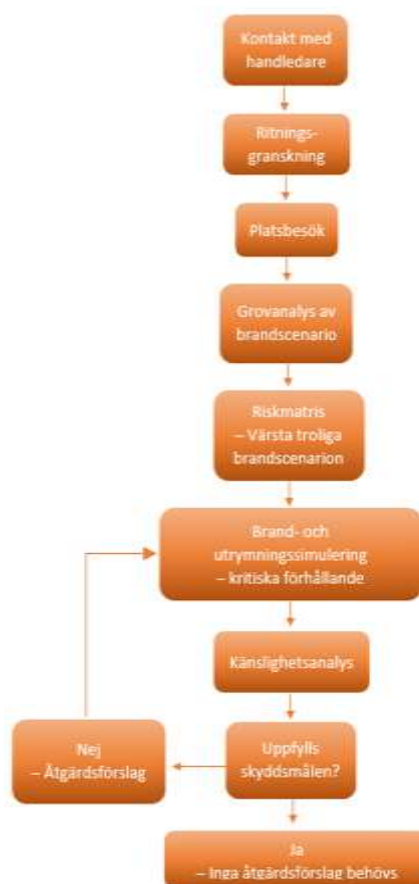 Kontakt med
handledare
Ritnings-
granskning
Platsbesök
Grovanalys av
brandscenario
Riskmatris
– Värsta troliga
brandscenarion
Brand- och
utrymningssimulering
– kritiska förhållande
Känslighetsanalys
Uppfylls
skyddsmålen?
Nej
– Åtgärdsförslag
Ja
– Inga åtgärdsförslag behövs